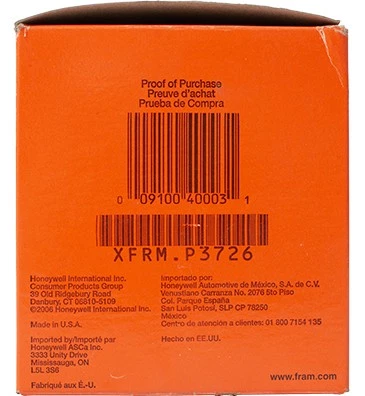 Proof of Purchase
Preuve d'achat
Prueba de Compra
0 09100 40003 1
XFRM.P3726
Honeywell International Inc.
Consumer Products Group
39 Old Ridgebury Road
Danbury, CT 06810-5109
©2006 Honeywell International Inc.
Made in U.S.A.
Imported by/Importé par
Honeywell ASCa Inc.
3333 Unity Drive
Mississauga, ON
L5L 3S6
Fabriqué aux É.-U.
Importado por:
Honeywell Automotive de México, S.A. de C.V.
Venustiano Carranza No. 2076 5to Piso
Col. Parque España
San Luis Potosí, SLP CP 78250
México
Centro de atención a clientes: 01 800 7154 135
Hecho en EE.UU.
www.fram.com